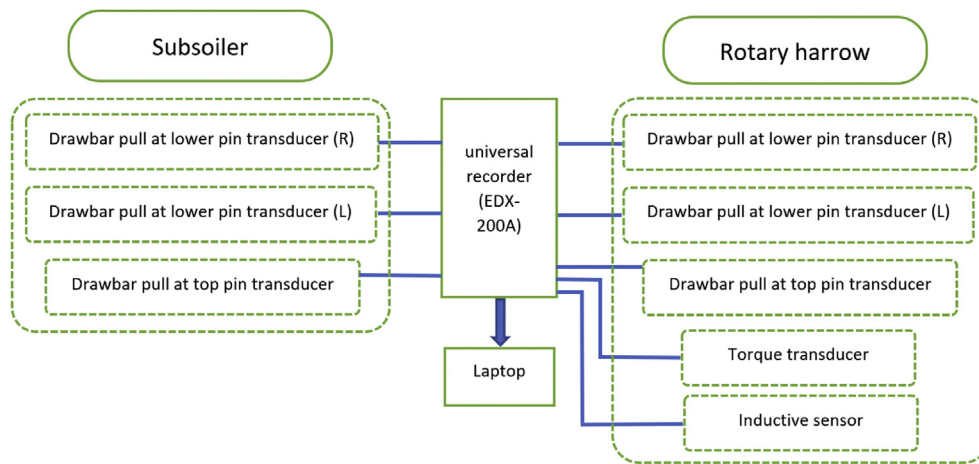 Subsoiler
Rotary harrow
Drawbar pull at lower pin transducer (R)
Drawbar pull at lower pin transducer (L)
Drawbar pull at top pin transducer
universal
recorder
(EDX-
200A)
Laptop
Drawbar pull at lower pin transducer (R)
Drawbar pull at lower pin transducer (L)
Drawbar pull at top pin transducer
Torque transducer
Inductive sensor